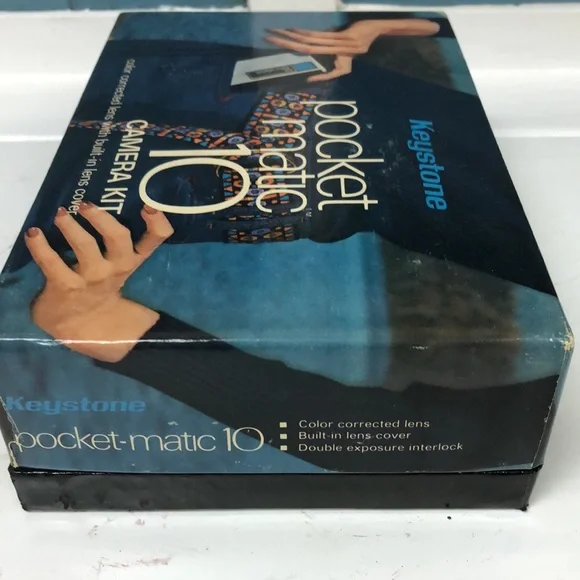 Keystone
pocket
matic
10
CAMERA KIT
color corrected lens with built-in lens cover
Keystone
pocket-matic 10
Color corrected lens
Built-in lens cover
Double exposure interlock